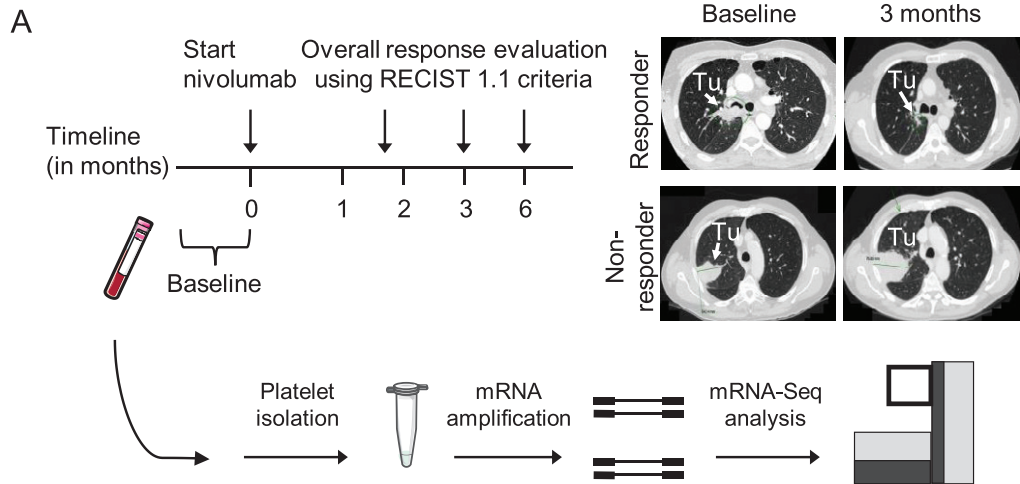 A
Start
nivolumab
Overall response evaluation
using RECIST 1.1 criteria
Timeline
(in months)
0
1
2
3
6
Baseline
Baseline
3 months
Responder
Tu
Tu
Non-
responder
Tu
Tu
Platelet
isolation
mRNA
amplification
mRNA-Seq
analysis